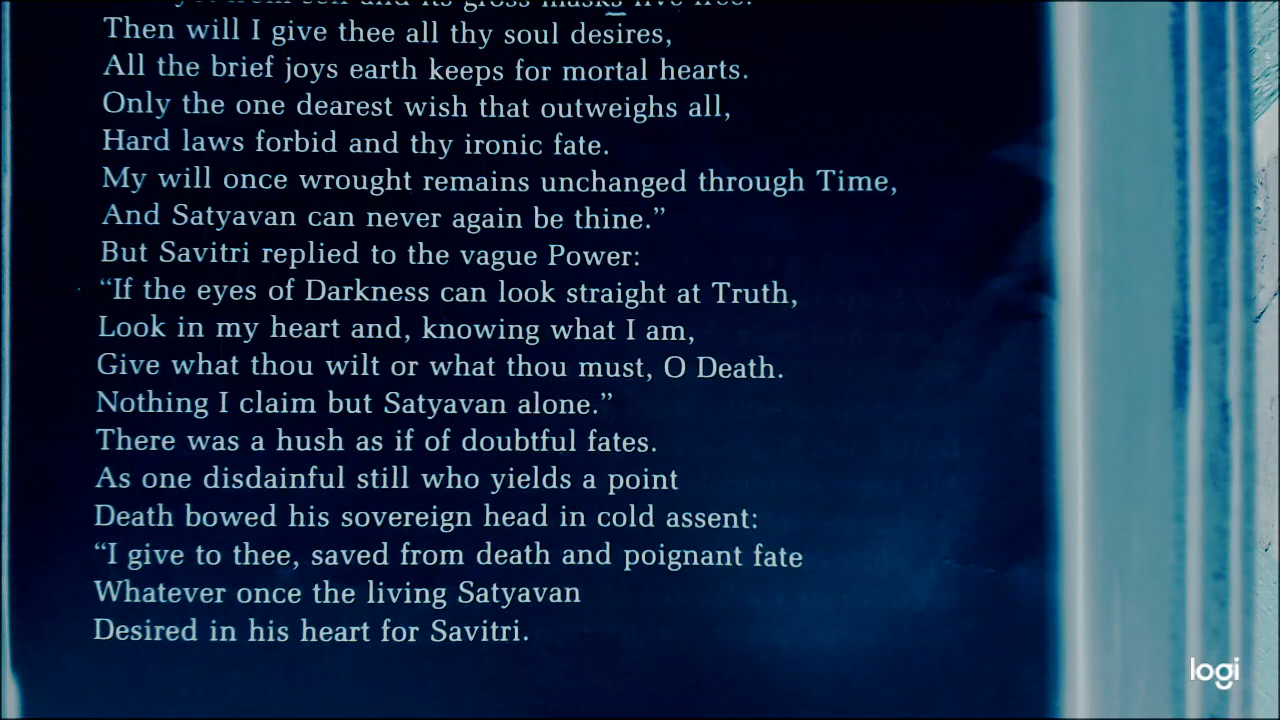 Then will I give thee all thy soul desires,
All the brief joys earth keeps for mortal hearts.
Only the one dearest wish that outweighs all,
Hard laws forbid and thy ironic fate.
My will once wrought remains unchanged through Time,
And Satyavan can never again be thine.”
But Savitri replied to the vague Power:
“If the eyes of Darkness can look straight at Truth,
Look in my heart and, knowing what I am,
Give what thou wilt or what thou must, O Death.
Nothing I claim but Satyavan alone.”
There was a hush as if of doubtful fates.
As one disdainful still who yields a point
Death bowed his sovereign head in cold assent:
“I give to thee, saved from death and poignant fate
Whatever once the living Satyavan
Desired in his heart for Savitri.
logi